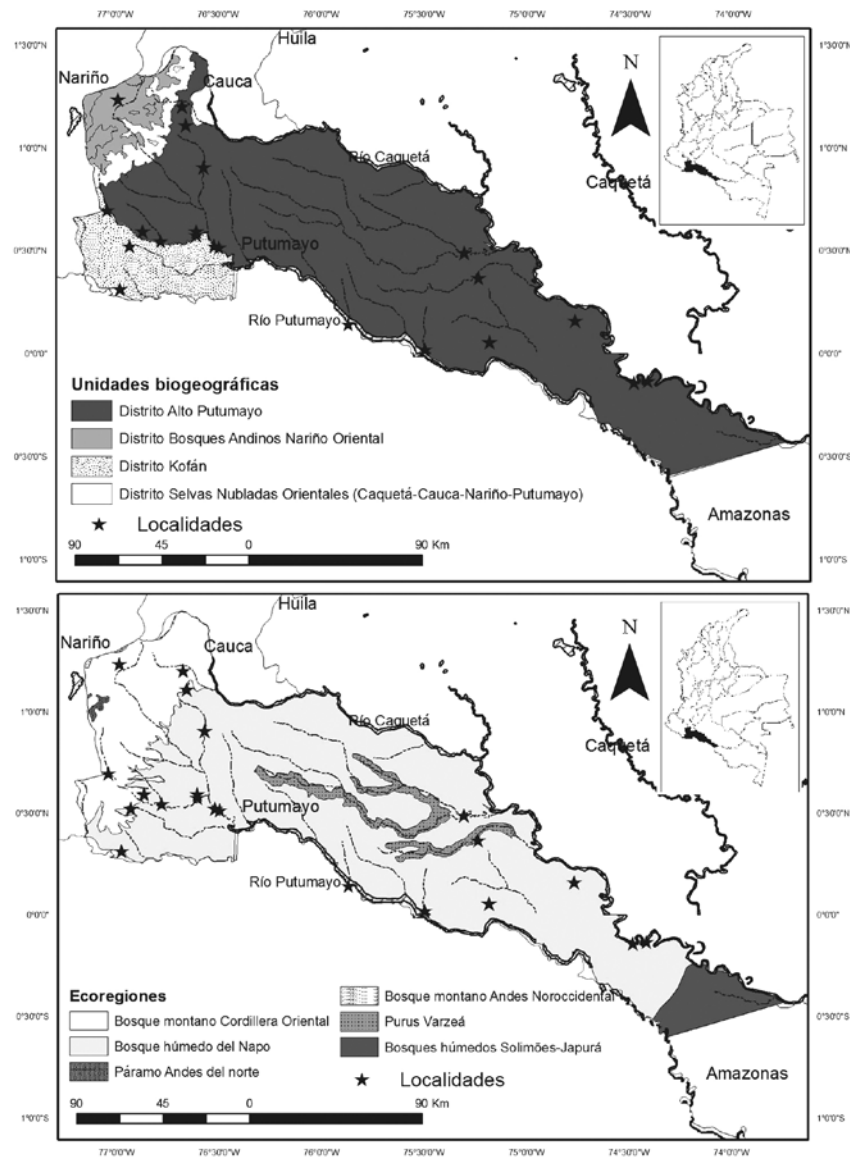 77°0'0"W 76°30'0"W 76°0'0"W 75°30'0"W 75°0'0"W 74°30'0"W 74°0'0"W
1°30'0"N
1°0'0"N
0°30'0"N
0°0'0"
0°30'0"S
1°0'0"S
1°30'0"N
1°0'0"N
0°30'0"N
0°0'0"
0°30'0"S
1°0'0"S
Huila
Nariño
Cauca
N
Río Caquetá
Caquetá
Putumayo
Río Putumayo
Amazonas
Unidades biogeográficas
Distrito Alto Putumayo
Distrito Bosques Andinos Nariño Oriental
Distrito Kofán
Distrito Selvas Nubladas Orientales (Caquetá-Cauca-Nariño-Putumayo)
Localidades
90 45 0 90 Km
1°30'0"N
1°0'0"N
0°30'0"N
0°0'0"
0°30'0"S
1°0'0"S
1°30'0"N
1°0'0"N
0°30'0"N
0°0'0"
0°30'0"S
1°0'0"S
Huila
Nariño
Cauca
N
Río Caquetá
Caquetá
Putumayo
Río Putumayo
Amazonas
Ecoregiones
Bosque montano Cordillera Oriental
Bosque húmedo del Napo
Páramo Andes del norte
Bosque montano Andes Noroccidental
Purus Varzeá
Bosques húmedos Solimões-Japurá
Localidades
90 45 0 90 Km
77°0'0"W 76°30'0"W 76°0'0"W 75°30'0"W 75°0'0"W 74°30'0"W 74°0'0"W